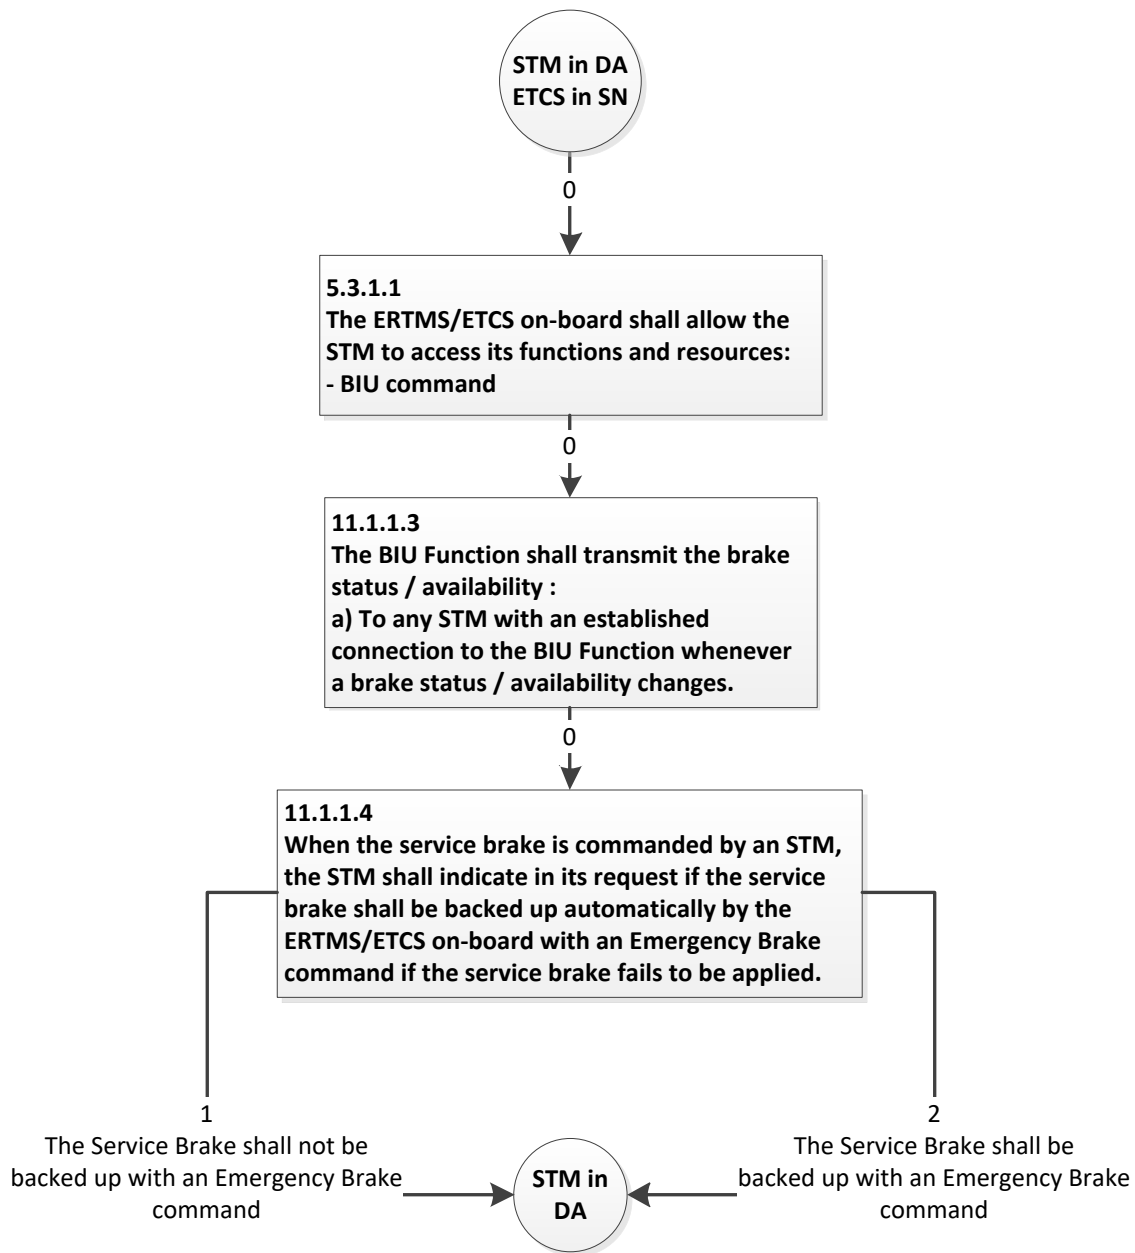 STM in DA
ETCS in SN
0
5.3.1.1
The ERTMS/ETCS on-board shall allow the
STM to access its functions and resources:
- BIU command
0
11.1.1.3
The BIU Function shall transmit the brake
status / availability :
a) To any STM with an established
connection to the BIU Function whenever
a brake status / availability changes.
0
11.1.1.4
When the service brake is commanded by an STM,
the STM shall indicate in its request if the service
brake shall be backed up automatically by the
ERTMS/ETCS on-board with an Emergency Brake
command if the service brake fails to be applied.
1
The Service Brake shall not be
backed up with an Emergency Brake
command
2
The Service Brake shall be
backed up with an Emergency Brake
command
STM in
DA